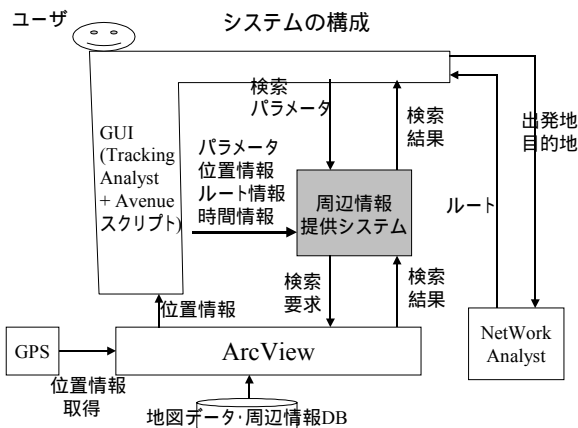 ユーザ
システムの構成
GUI
(Tracking
Analyst
+ Avenue
スクリプト)
検索
パラメータ
検索
結果
パラメータ
位置情報
ルート情報
時間情報
周辺情報
提供システム
出発地
目的地
ルート
検索
要求
検索
結果
位置情報
GPS
ArcView
NetWork
Analyst
位置情報
取得
地図データ・周辺情報DB